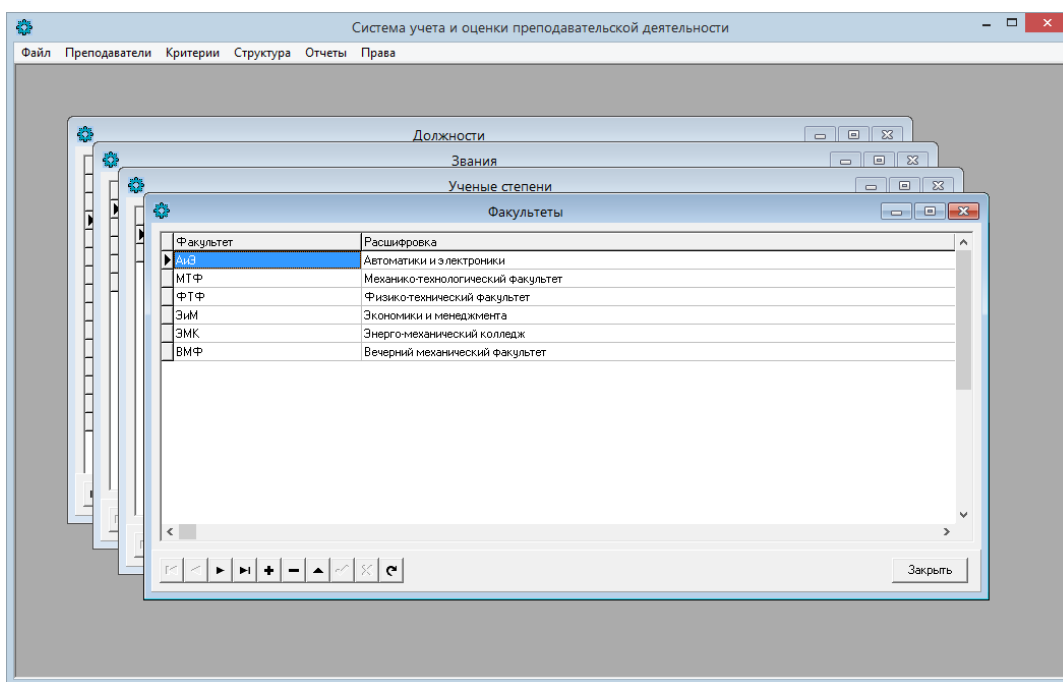 Система учета и оценки преподавательской деятельности
Файл Преподаватели Критерии Структура Отчеты Права
Должности
Звания
Ученые степени
Факультеты
Факультет Расшифровка
АиЭ Автоматики и электроники
МТФ Механико-технологический факультет
ФТФ Физико-технический факультет
ЭиМ Экономики и менеджмента
ЭМК Энерго-механический колледж
ВМФ Вечерний механический факультет
Закрыть